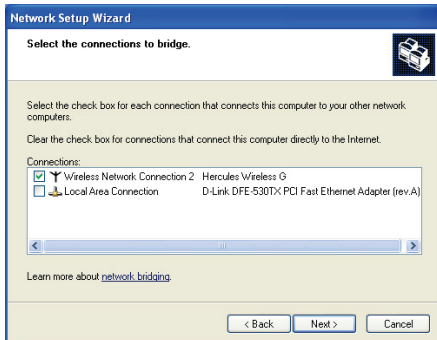 Network Setup Wizard
Select the connections to bridge.
Select the check box for each connection that connects this computer to your other network
computers.
Clear the check box for connections that connect this computer directly to the Internet.
Connections:
Wireless Network Connection 2 Hercules Wireless G
Local Area Connection D-Link DFE-530TX PCI Fast Ethernet Adapter (rev.A)
Learn more about network bridging.
< Back Next > Cancel